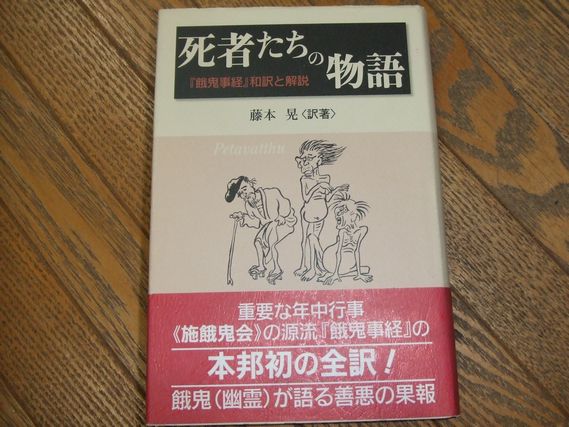 死者たちの物語
『餓鬼事経』和訳と解説
藤本 晃〈訳著〉
Petavatthu
重要な年中行事
《施餓鬼会》の源流『餓鬼事経』の
本邦初の全訳！
餓鬼（幽霊）が語る善悪の果報